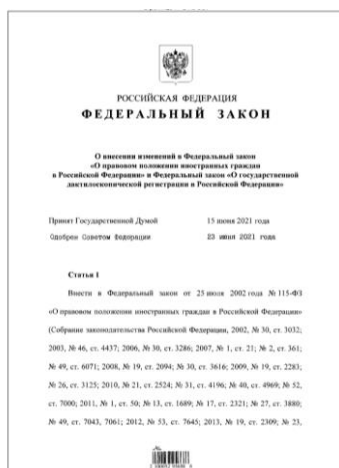 РОССИЙСКАЯ ФЕДЕРАЦИЯ
ФЕДЕРАЛЬНЫЙ ЗАКОН
О внесении изменений в Федеральный закон
«О правовом положении иностранных граждан
в Российской Федерации» и Федеральный закон «О государственной
дактилоскопической регистрации в Российской Федерации»
Принят Государственной Думой 15 июня 2021 года
Одобрен Советом Федерации 23 июня 2021 года
Статья 1
Внести в Федеральный закон от 25 июля 2002 года № 115-ФЗ
«О правовом положении иностранных граждан в Российской Федерации»
(Собрание законодательства Российской Федерации, 2002, № 30, ст. 3032;
2003, № 46, ст. 4437; 2006, № 30, ст. 3286; 2007, № 1, ст. 21; № 2, ст. 361;
№ 49, ст. 6071; 2008, № 19, ст. 2094; № 30, ст. 3616; 2009, № 19, ст. 2283;
№ 26, ст. 3125; 2010, № 21, ст. 2524; № 31, ст. 4196; № 40, ст. 4969; № 52,
ст. 7000; 2011, № 1, ст. 50; № 13, ст. 1689; № 17, ст. 2321; № 27, ст. 3880;
№ 49, ст. 7043, 7061; 2012, № 53, ст. 7645; 2013, № 19, ст. 2309; № 23,